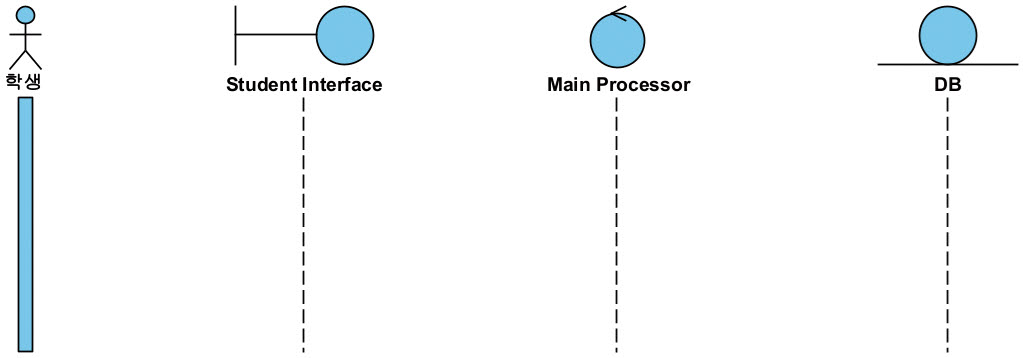 학생
Student Interface
Main Processor
DB